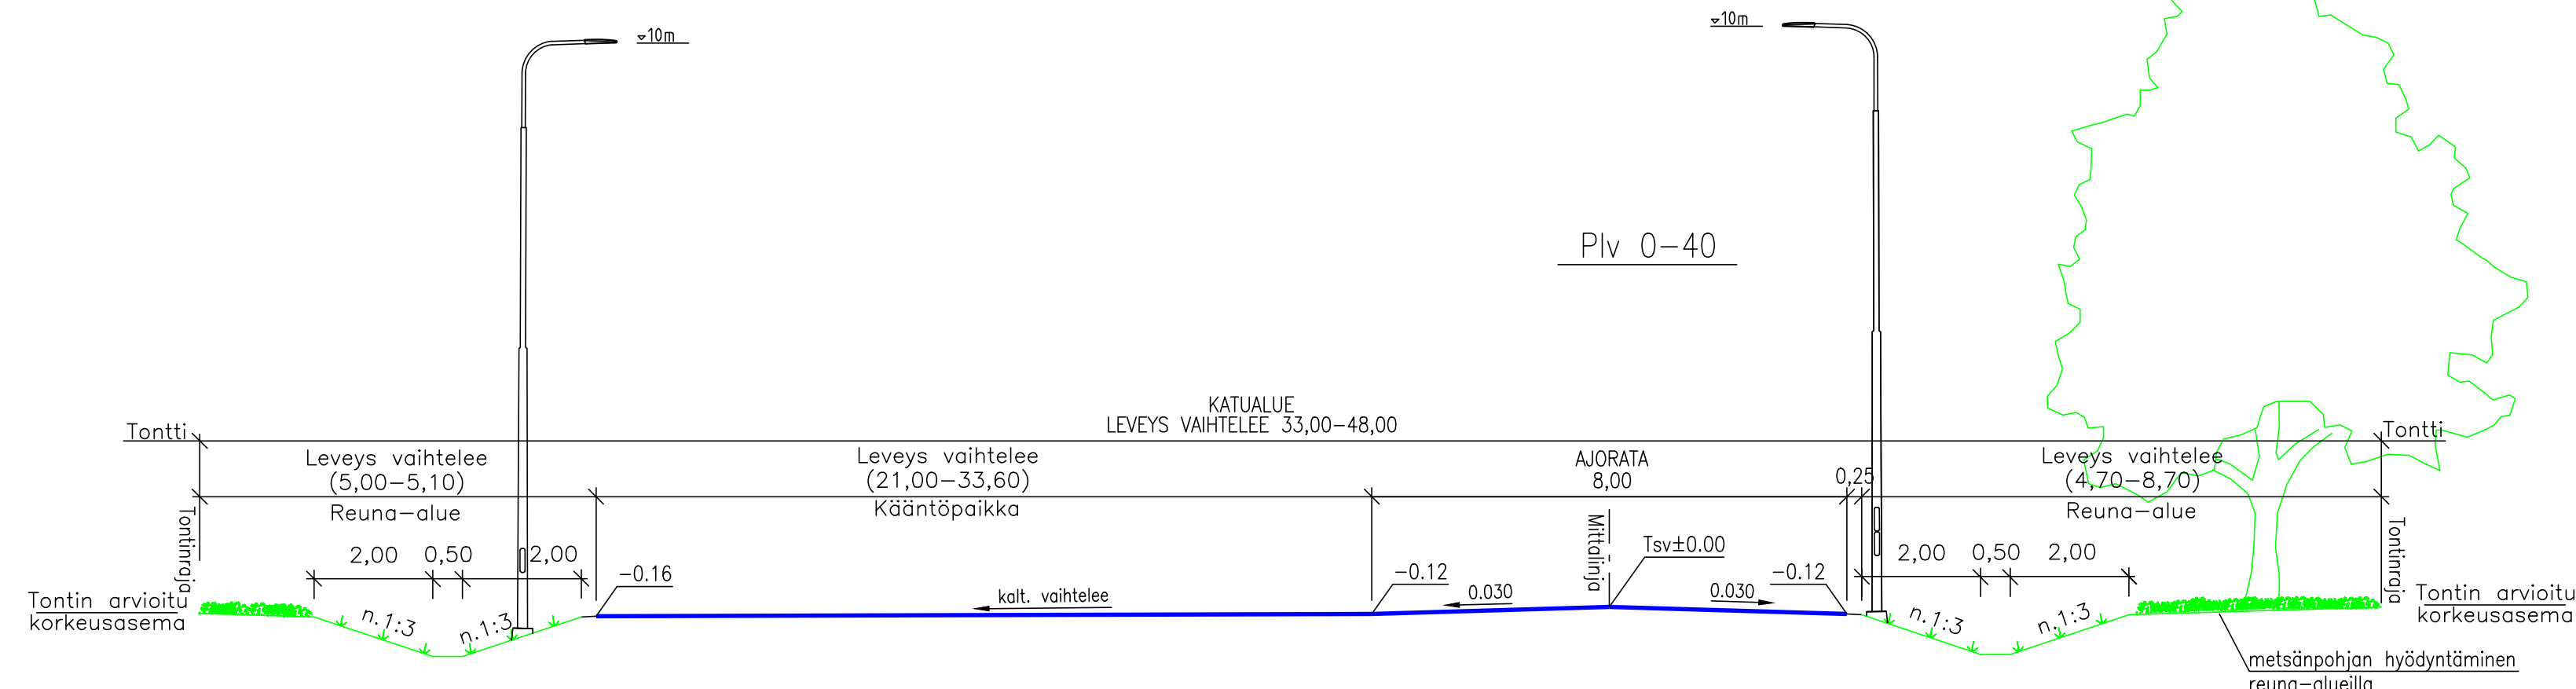 10m
10m
Plv 0-40
KATUALUE
LEVEYS VAIHTELEE 33,00-48,00
Tontti
Tontti
Leveys vaihtelee
(5,00-5,10)
Reuna-alue
Leveys vaihtelee
(21,00-33,60)
Kääntöpaikka
AJORATA
8,00
0,25
Leveys vaihtelee
(4,70-8,70)
Reuna-alue
Tontinraja
Mittalinja
Tontinraja
2,00
0,50
2,00
-0.16
-0.12
Tsv±0.00
-0.12
2,00
0,50
2,00
kalt. vaihtelee
0.030
0.030
Tontin arvioitu
korkeusasema
n.1:3
n.1:3
n.1:3
n.1:3
Tontin arvioitu
korkeusasema
metsänpohjan hyödyntäminen
reuna-alueilla